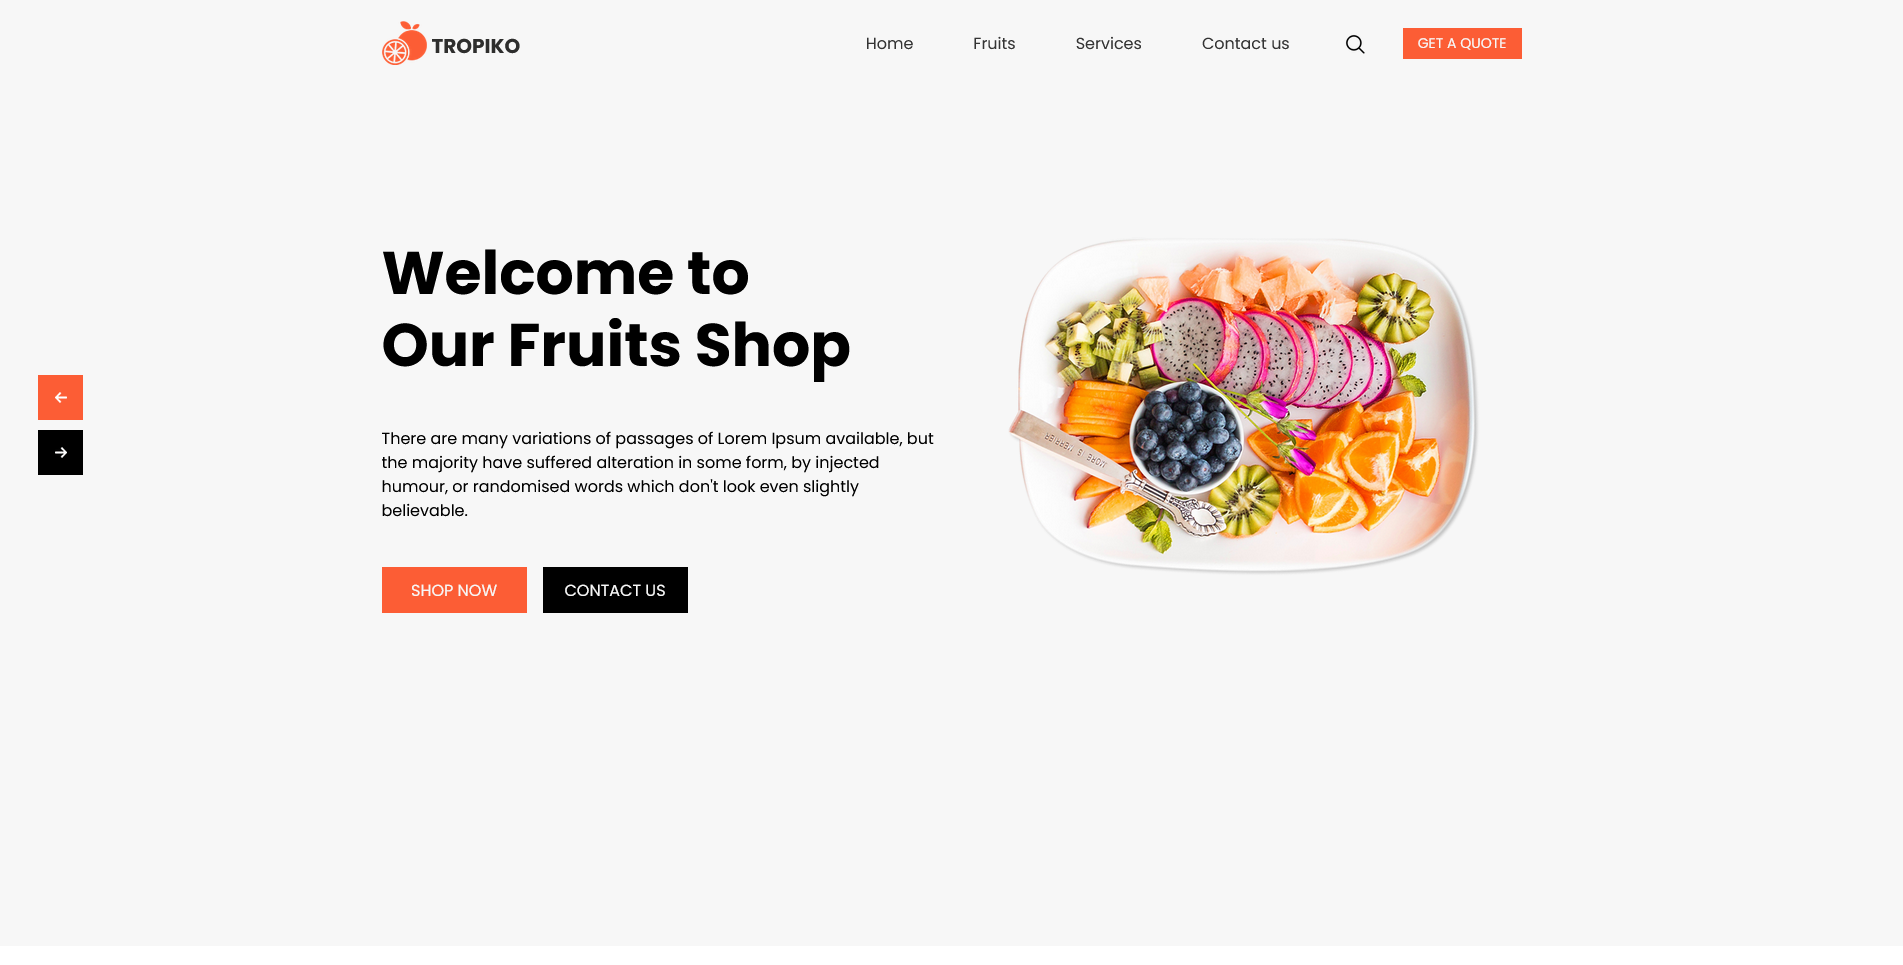 TROPIKO
Home
Fruits
Services
Contact us
GET A QUOTE
Welcome to
Our Fruits Shop
There are many variations of passages of Lorem Ipsum available, but
the majority have suffered alteration in some form, by injected
humour, or randomised words which don't look even slightly
believable.
SHOP NOW
CONTACT US